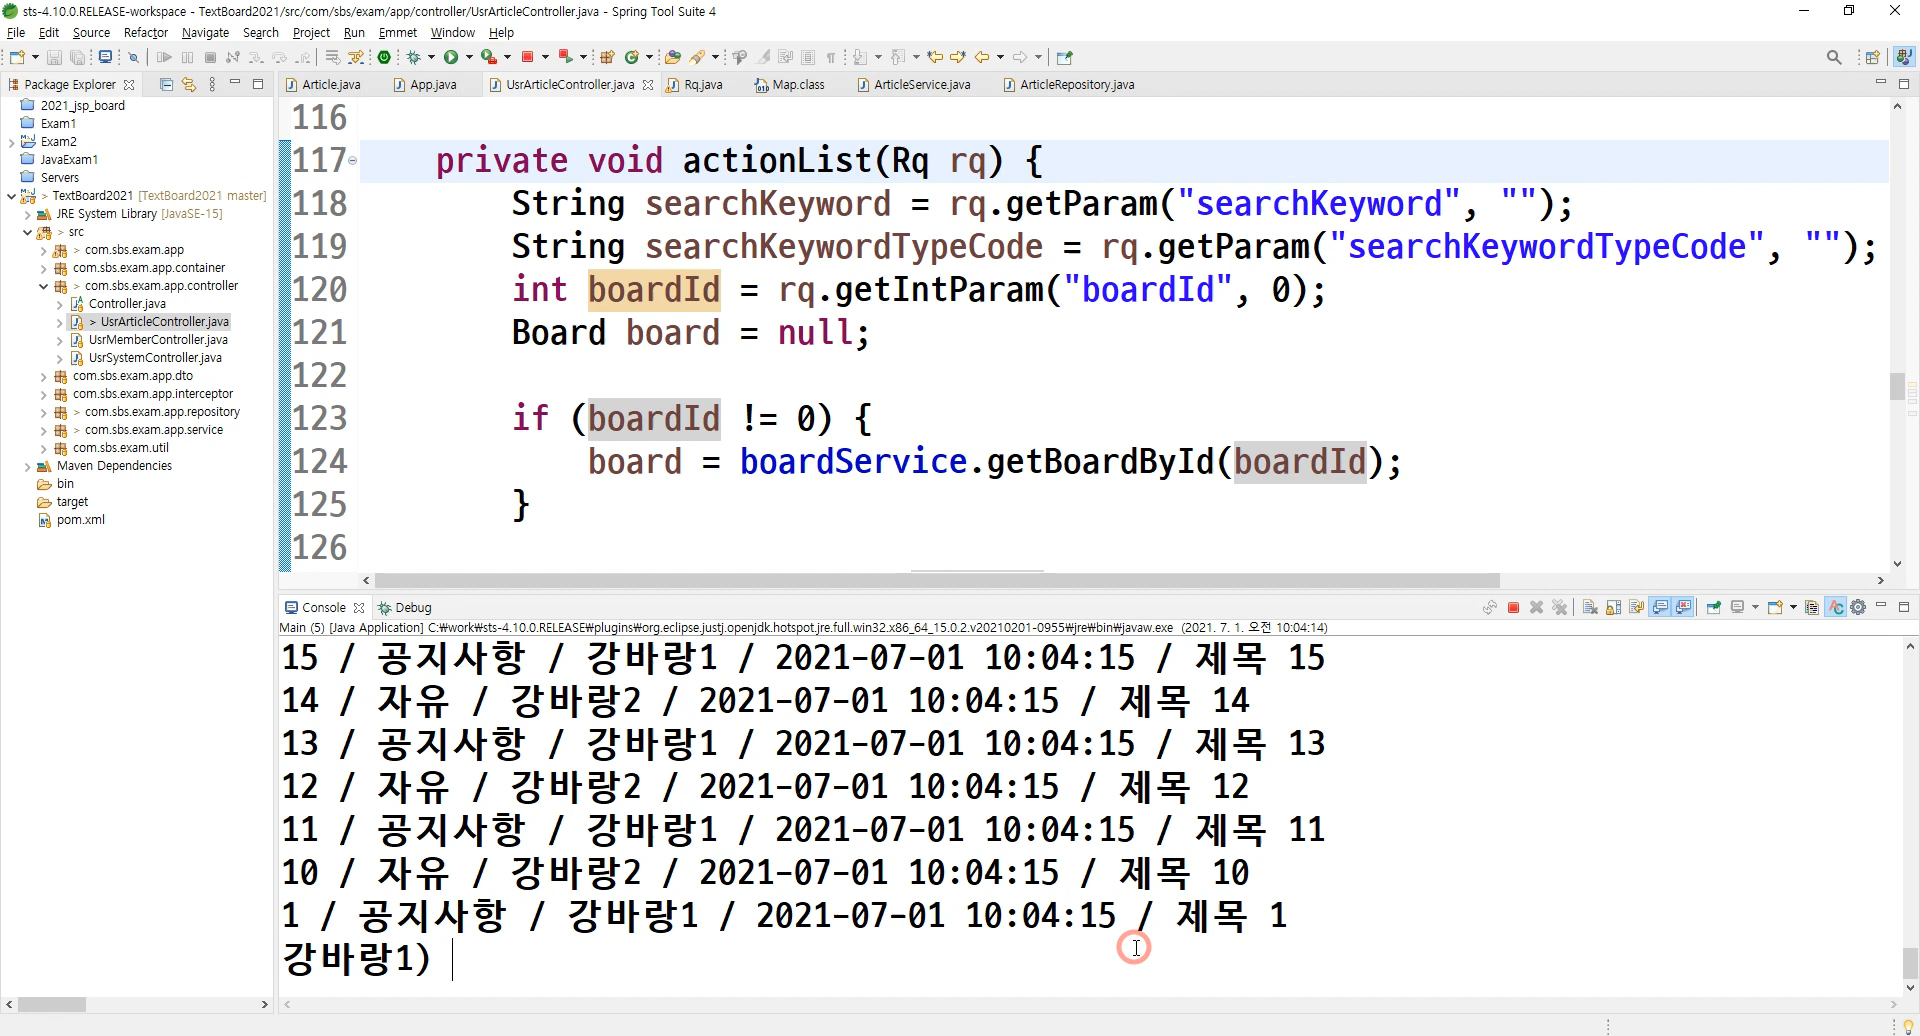 sts-4.10.0.RELEASE-workspace - TextBoard2021/src/com/sbs/exam/app/controller/UsrArticleController.java - Spring Tool Suite 4
File Edit Source Refactor Navigate Search Project Run Emmet Window Help
Package Explorer
2021_jsp_board
Exam1
Exam2
JavaExam1
Servers
> TextBoard2021 [TextBoard2021 master]
JRE System Library [JavaSE-15]
> src
> com.sbs.exam.app
com.sbs.exam.app.container
> com.sbs.exam.app.controller
Controller.java
> UsrArticleController.java
UsrMemberController.java
UsrSystemController.java
com.sbs.exam.app.dto
com.sbs.exam.app.interceptor
> com.sbs.exam.app.repository
> com.sbs.exam.app.service
com.sbs.exam.util
Maven Dependencies
bin
target
pom.xml
Article.java App.java UsrArticleController.java Rq.java Map.class ArticleService.java ArticleRepository.java
116
117 private void actionList(Rq rq) {
118 String searchKeyword = rq.getParam("searchKeyword", "");
119 String searchKeywordTypeCode = rq.getParam("searchKeywordTypeCode", "");
120 int boardId = rq.getIntParam("boardId", 0);
121 Board board = null;
122
123 if (boardId != 0) {
124 board = boardService.getBoardById(boardId);
125 }
126
Console Debug
Main (5) [Java Application] C:₩work₩sts-4.10.0.RELEASE₩plugins₩org.eclipse.justj.openjdk.hotspot.jre.full.win32.x86_64_15.0.2.v20210201-0955₩jre₩bin₩javaw.exe (2021. 7. 1. 오전 10:04:14)
15 / 공지사항 / 강바랑1 / 2021-07-01 10:04:15 / 제목 15
14 / 자유 / 강바랑2 / 2021-07-01 10:04:15 / 제목 14
13 / 공지사항 / 강바랑1 / 2021-07-01 10:04:15 / 제목 13
12 / 자유 / 강바랑2 / 2021-07-01 10:04:15 / 제목 12
11 / 공지사항 / 강바랑1 / 2021-07-01 10:04:15 / 제목 11
10 / 자유 / 강바랑2 / 2021-07-01 10:04:15 / 제목 10
1 / 공지사항 / 강바랑1 / 2021-07-01 10:04:15 / 제목 1
강바랑1)